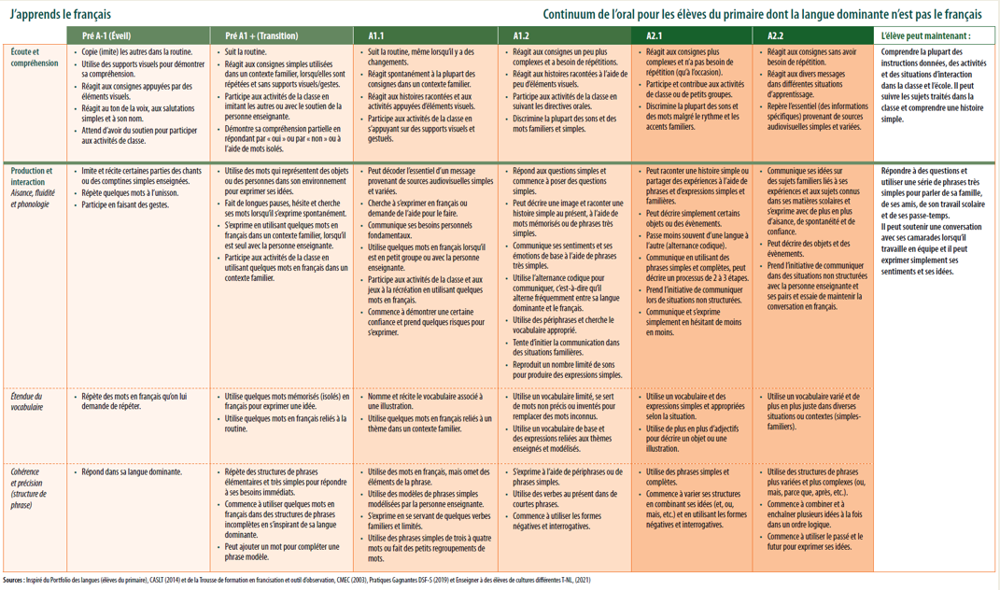 J'apprends le français
Continuum de l'oral pour les élèves du primaire dont la langue dominante n'est pas le français
Pré A-1 (Éveil)
Pré A1 + (Transition)
A1.1
A1.2
A2.1
A2.2
L'élève peut maintenant :
Écoute et
compréhension
• Copie (imite) les autres dans la routine.
• Utilise des supports visuels pour démontrer
sa compréhension.
• Réagit aux consignes appuyées par des
éléments visuels.
• Réagit au ton de la voix, aux salutations
simples et à son nom.
• Attend d'avoir du soutien pour participer
aux activités de classe.
• Suit la routine.
• Réagit aux consignes simples utilisées
dans un contexte familier, lorsqu'elles sont
répétées et sans supports visuels/gestes.
• Participe aux activités de la classe en
imitant les autres ou avec le soutien de la
personne enseignante.
• Démontre sa compréhension partielle en
répondant par « oui » ou par « non » ou à
l'aide de mots isolés.
• Suit la routine, même lorsqu'il y a des
changements.
• Réagit spontanément à la plupart des
consignes dans un contexte familier.
• Réagit aux histoires racontées et aux
activités appuyées d'éléments visuels.
• Participe aux activités de la classe en
s'appuyant sur des supports visuels et
gestuels.
• Réagit aux consignes un peu plus
complexes et a besoin de répétitions.
• Réagit aux histoires racontées à l'aide de
peu d'éléments visuels.
• Participe aux activités de la classe en
suivant les directives orales.
• Discrimine la plupart des sons et des
mots familiers et simples.
• Réagit aux consignes plus
complexes et n'a pas besoin de
répétition (qu'à l'occasion).
• Participe et contribue aux activités
de classe ou de petits groupes.
• Discrimine la plupart des sons et
des mots malgré le rythme et les
accents familiers.
• Réagit aux consignes sans avoir
besoin de répétition.
• Réagit aux divers messages
dans différentes situations
d'apprentissage.
• Repère l'essentiel (des informations
spécifiques) provenant de sources
audiovisuelles simples et variées.
Comprendre la plupart des
instructions données, des activités
et des situations d'interaction
dans la classe et l'école. Il peut
suivre les sujets traités dans la
classe et comprendre une histoire
simple.
Production et
interaction
Aisance, fluidité
et phonologie
• Imite et récite certaines parties des chants
ou des comptines simples enseignées.
• Répète quelques mots à l'unisson.
• Participe en faisant des gestes.
• Utilise des mots qui représentent des objets
ou des personnes dans son environnement
pour exprimer ses idées.
• Fait de longues pauses, hésite et cherche
ses mots lorsqu'il s'exprime spontanément.
• S'exprime en utilisant quelques mots en
français dans un contexte familier, lorsqu'il
est seul avec la personne enseignante.
• Participe aux activités de la classe en
utilisant quelques mots en français dans un
contexte familier.
• Peut décoder l'essentiel d'un message
provenant de sources audiovisuelles simples
et variées.
• Cherche à s'exprimer en français ou
demande de l'aide pour le faire.
• Communique ses besoins personnels
fondamentaux.
• Utilise quelques mots en français lorsqu'il
est en petit groupe ou avec la personne
enseignante.
• Participe aux activités de la classe et aux
jeux à la récréation en utilisant quelques
mots en français.
• Commence à démontrer une certaine
confiance et prend quelques risques pour
s'exprimer.
• Répond aux questions simples et
commence à poser des questions
simples.
• Peut décrire une image et raconter une
histoire simple au présent, à l'aide de
mots mémorisés ou de phrases très
simples.
• Communique ses sentiments et ses
émotions de base à l'aide de phrases
très simples.
• Utilise l'alternance codique pour
communiquer, c'est-à-dire qu'il
alterne fréquemment entre sa langue
dominante et le français.
• Utilise des périphrases et cherche le
vocabulaire approprié.
• Tente d'initier la communication dans
des situations familières.
• Reproduit un nombre limité de sons
pour produire des expressions simples.
• Peut raconter une histoire simple ou
partager des expériences à l'aide de
phrases et d'expressions simples et
familières.
• Peut décrire simplement certains
objets ou des évènements.
• Passe moins souvent d'une langue à
l'autre (alternance codique).
• Communique en utilisant des
phrases simples et complètes, peut
décrire un processus de 2 à 3 étapes.
• Prend l'initiative de communiquer
lors de situations non structurées.
• Communique et s'exprime
simplement en hésitant de moins
en moins.
• Communique ses idées sur
des sujets familiers liés à ses
expériences et aux sujets connus
dans ses matières scolaires et
s'exprime avec de plus en plus
d'aisance, de spontanéité et de
confiance.
• Peut décrire des objets et des
évènements.
• Prend l'initiative de communiquer
dans des situations non structurées
avec la personne enseignante et
ses pairs et essaie de maintenir la
conversation en français.
Répondre à des questions et
utiliser une série de phrases très
simples pour parler de sa famille,
de ses amis, de son travail scolaire
et de ses passe-temps.
Il peut soutenir une conversation
avec ses camarades lorsqu'il
travaille en équipe et il peut
exprimer simplement ses
sentiments et ses idées.
Étendue du
vocabulaire
• Répète des mots en français qu'on lui
demande de répéter.
• Utilise quelques mots mémorisés (isolés) en
français pour exprimer une idée.
• Utilise quelques mots en français reliés à la
routine.
• Nomme et récite le vocabulaire associé à
une illustration.
• Utilise quelques mots en français reliés à un
thème dans un contexte familier.
• Utilise un vocabulaire limité, se sert
de mots non précis ou inventés pour
remplacer des mots inconnus.
• Utilise un vocabulaire de base et
des expressions reliées aux thèmes
enseignés et modélisés.
• Utilise un vocabulaire et des
expressions simples et appropriées
selon la situation.
• Utilise de plus en plus d'adjectifs
pour décrire un objet ou une
illustration.
• Utilise un vocabulaire varié et de
plus en plus juste dans diverses
situations ou contextes (simples-
familiers).
Cohérence
et précision
(structure de
phrase)
• Répond dans sa langue dominante.
• Répète des structures de phrases
élémentaires et très simples pour répondre
à ses besoins immédiats.
• Commence à utiliser quelques mots en
français dans des structures de phrases
incomplètes en s'inspirant de sa langue
dominante.
• Peut ajouter un mot pour compléter une
phrase modèle.
• Utilise des mots en français, mais omet des
éléments de la phrase.
• Utilise des modèles de phrases simples
modélisées par la personne enseignante.
• S'exprime en se servant de quelques verbes
familiers et limités.
• Utilise des phrases simples de trois à quatre
mots ou fait des petits regroupements de
mots.
• S'exprime à l'aide de périphrases ou de
phrases simples.
• Utilise des verbes au présent dans de
courtes phrases.
• Commence à utiliser les formes
négatives et interrogatives.
• Utilise des phrases simples et
complètes.
• Commence à varier ses structures
en combinant ses idées (et, ou,
mais, etc.) et en utilisant les formes
négatives et interrogatives.
• Utilise des structures de phrases
plus variées et plus complexes (ou,
mais, parce que, après, etc.).
• Commence à combiner et à
enchaîner plusieurs idées à la fois
dans un ordre logique.
• Commence à utiliser le passé et le
futur pour exprimer ses idées.
Sources : Inspiré du Portfolio des langues (élèves du primaire), CASLT (2014) et de la Trousse de formation en francisation et outil d'observation, CMEC (2003), Pratiques Gagnantes DSF-S (2019) et Enseigner à des élèves de cultures différentes T-NL, (2021)